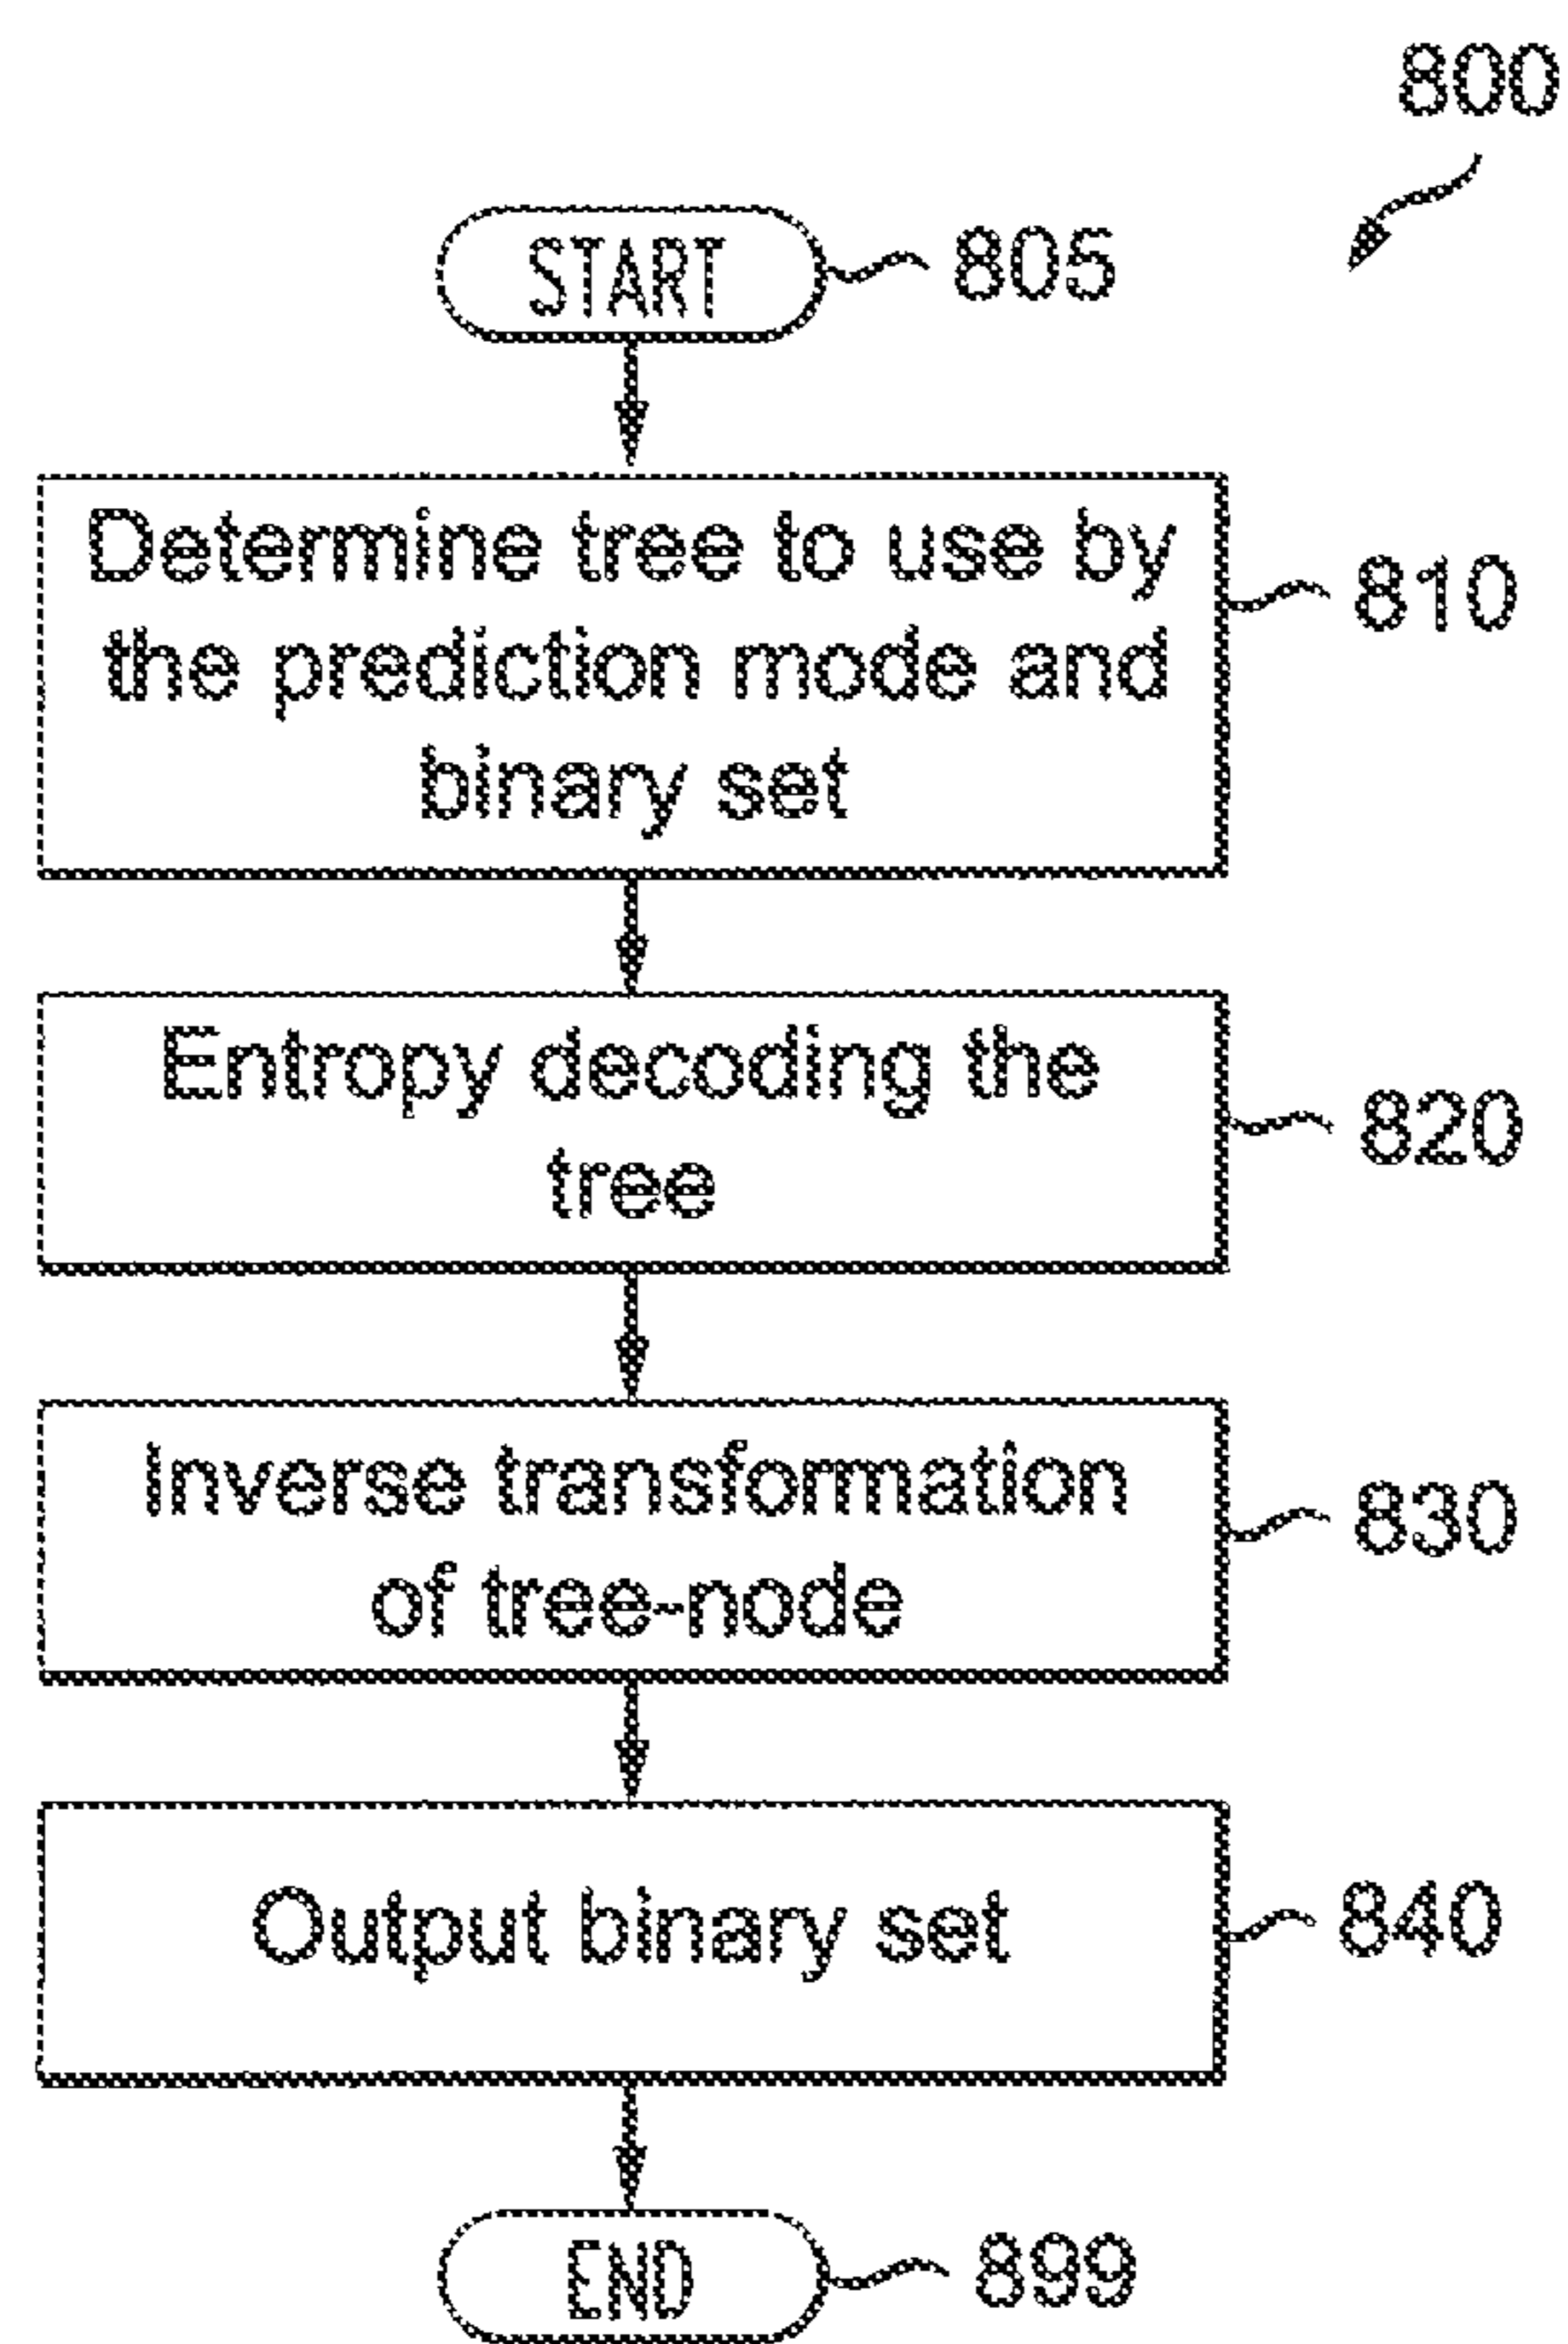 800
START
805
Determine tree to use by
the prediction mode and
binary set
810
Entropy decoding the
tree
820
Inverse transformation
of tree-node
830
Output binary set
840
END
899